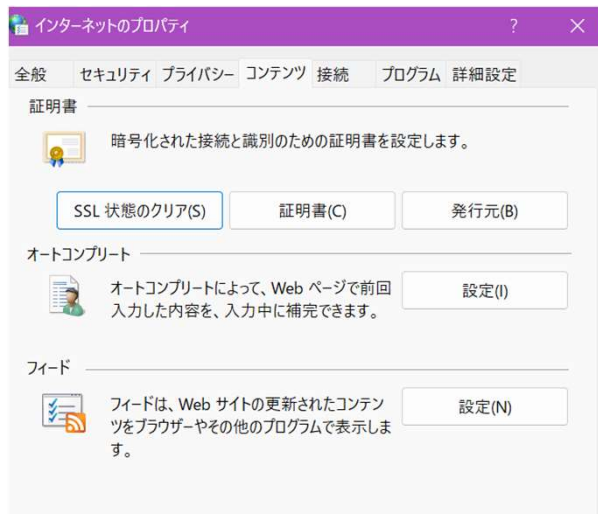 インターネットのプロパティ
?
×
全般 セキュリティ プライバシー コンテンツ 接続 プログラム 詳細設定
証明書
暗号化された接続と識別のための証明書を設定します。
SSL 状態のクリア(S) 証明書(C) 発行元(B)
オートコンプリート
オートコンプリートによって、Web ページで前回
入力した内容を、入力中に補完できます。
設定(I)
フィード
フィードは、Web サイトの更新されたコンテン
ツをブラウザーやその他のプログラムで表示しま
す。
設定(N)